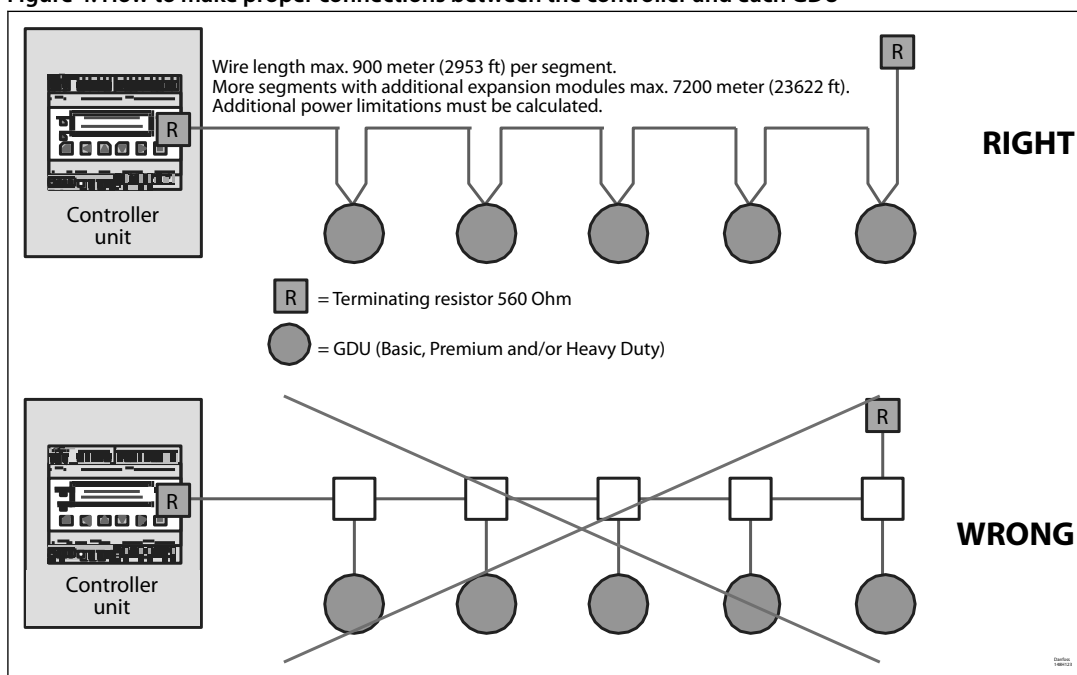 Figure 4: How to make proper connections between the controller and each GDU
Wire length max. 900 meter (2953 ft) per segment.
More segments with additional expansion modules max. 7200 meter (23622 ft).
Additional power limitations must be calculated.
R
R
RIGHT
Controller
unit
R = Terminating resistor 560 Ohm
= GDU (Basic, Premium and/or Heavy Duty)
R
R
WRONG
Controller
unit
Danfoss